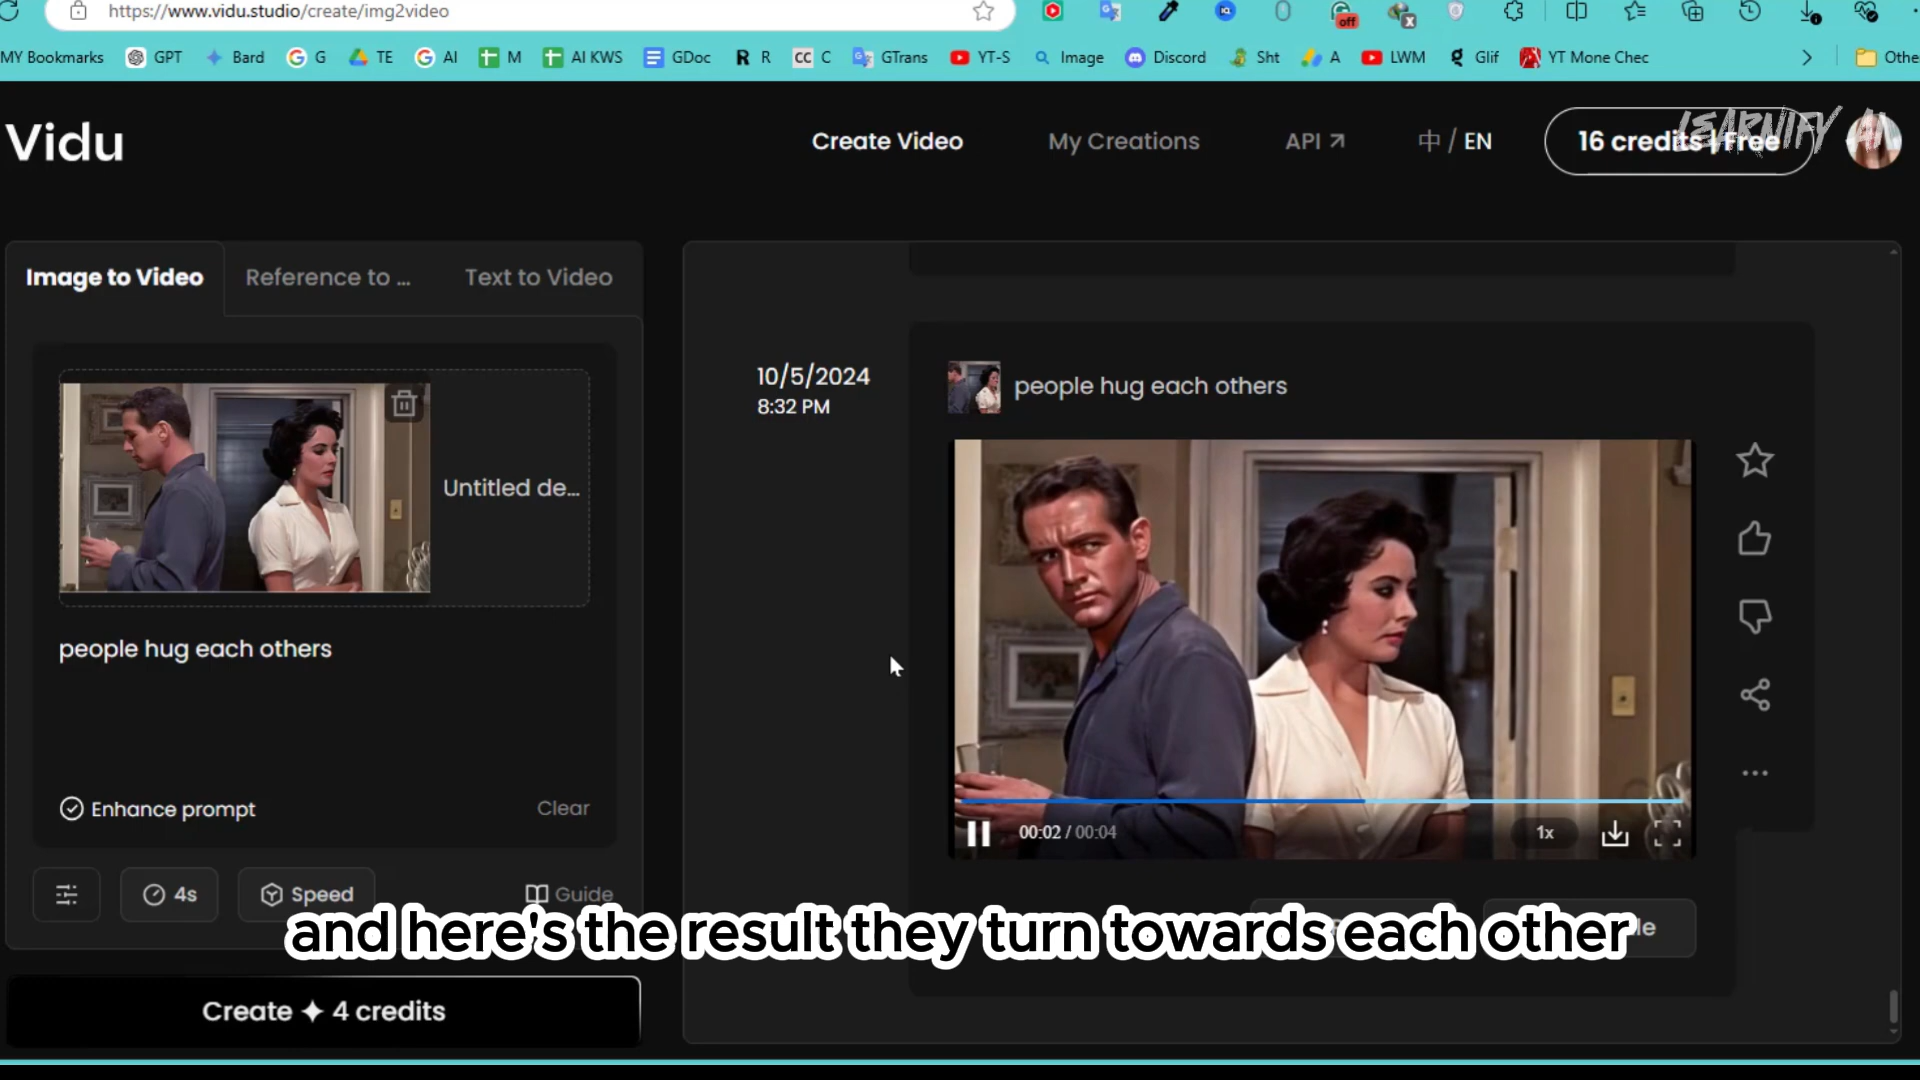 https://www.vidu.studio/create/img2video
off
MY Bookmarks GPT Bard G TE AI M AI KWS GDoc R R CC C GTrans YT-S Image Discord Sht A LWM Glif YT Mone Chec Othe
Vidu
Create Video My Creations API 中 / EN 16 credits | Free
LEARNIFY AI
Image to Video Reference to ... Text to Video
Untitled de...
people hug each others
Enhance prompt Clear
4s Speed Guide
Create 4 credits
10/5/2024
8:32 PM
people hug each others
00:02 / 00:04 1x
and here's the result they turn towards each other